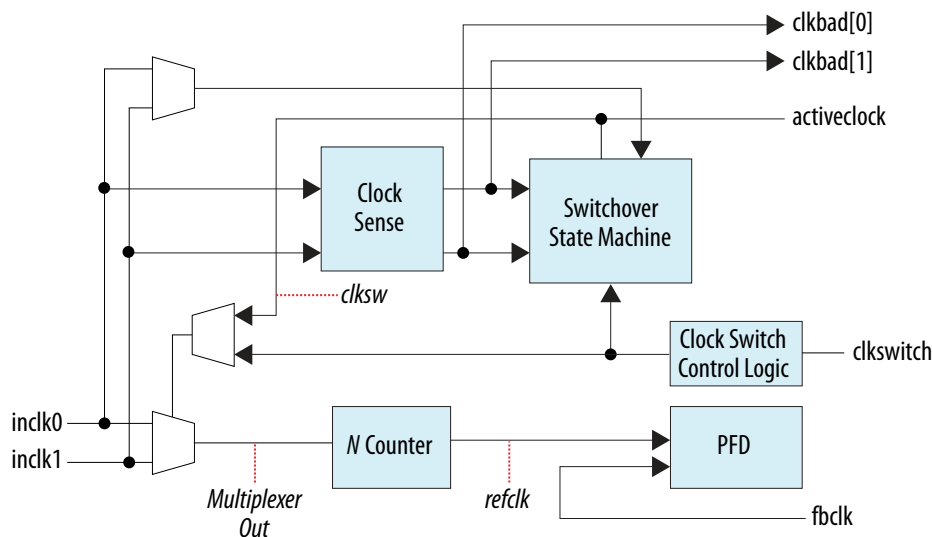 clkbad[0]
clkbad[1]
activeclock
Clock
Sense
Switchover
State Machine
clksw
Clock Switch
Control Logic
clkswitch
inclk0
inclk1
N Counter
PFD
Multiplexer
Out
refclk
fbclk